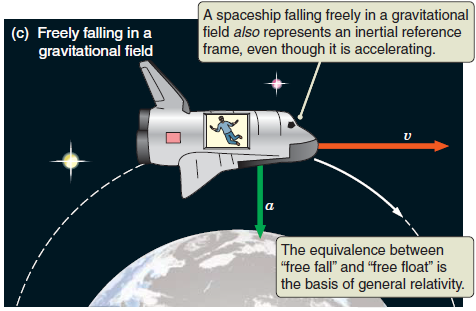 A spaceship falling freely in a gravitational
field also represents an inertial reference
frame, even though it is accelerating.
(c) Freely falling in a
gravitational field
v
a
The equivalence between
“free fall” and “free float” is
the basis of general relativity.